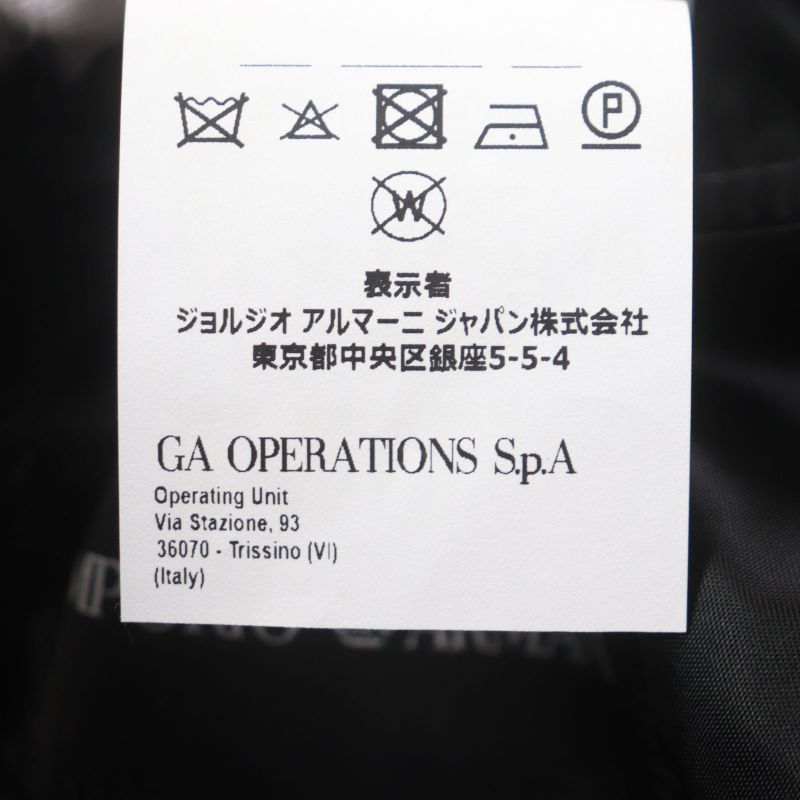 P
W
表示者
ジョルジオ アルマーニ ジャパン株式会社
東京都中央区銀座5-5-4
GA OPERATIONS S.p.A
Operating Unit
Via Stazione, 93
36070 - Trissino (VI)
(Italy)